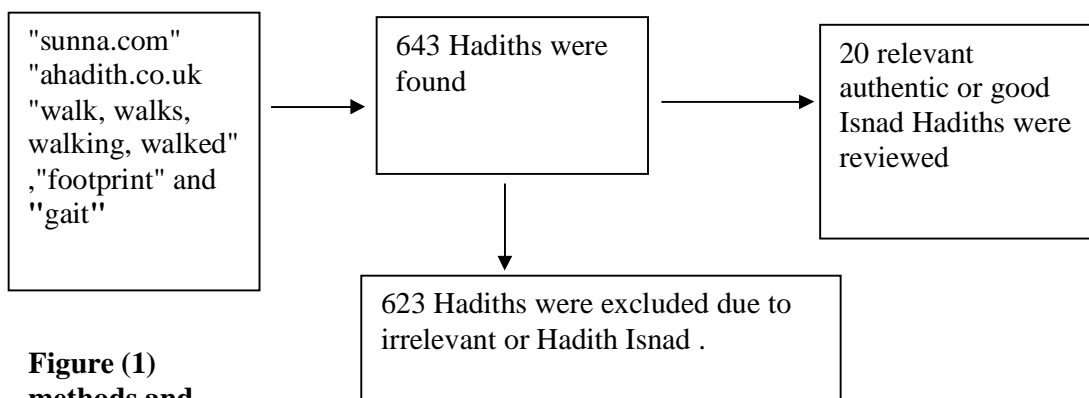 "sunna.com"
"ahadith.co.uk
"walk, walks,
walking, walked"
,"footprint" and
"gait"
643 Hadiths were
found
20 relevant
authentic or good
Isnad Hadiths were
reviewed
623 Hadiths were excluded due to
irrelevant or Hadith Isnad .
Figure (1)
methods and